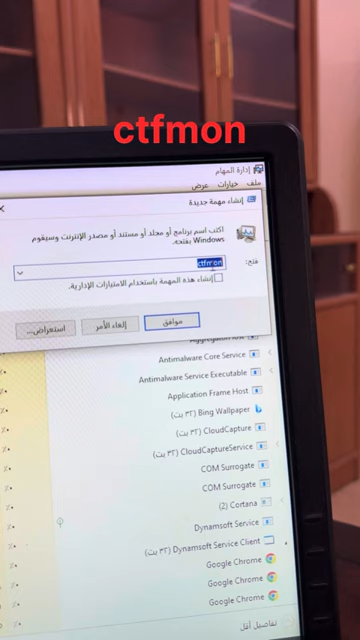 ctfmon
إدارة المهام
ملف خيارات عرض
إنشاء مهمة جديدة
اكتب اسم برنامج أو مجلد أو مستند أو مصدر الإنترنت وسيقوم
Windows بفتحه.
فتح:
ctfmon
إنشاء هذه المهمة باستخدام الامتيازات الإدارية.
موافق
إلغاء الأمر
استعراض...
Antimalware Core Service
Antimalware Service Executable
Application Frame Host
Bing Wallpaper (٣٢ بت)
CloudCapture (٣٢ بت)
CloudCaptureService (٣٢ بت)
COM Surrogate
COM Surrogate
Cortana (2)
Dynamsoft Service
Dynamsoft Service Client (٣٢ بت)
Google Chrome
Google Chrome
Google Chrome
تفاصيل أقل